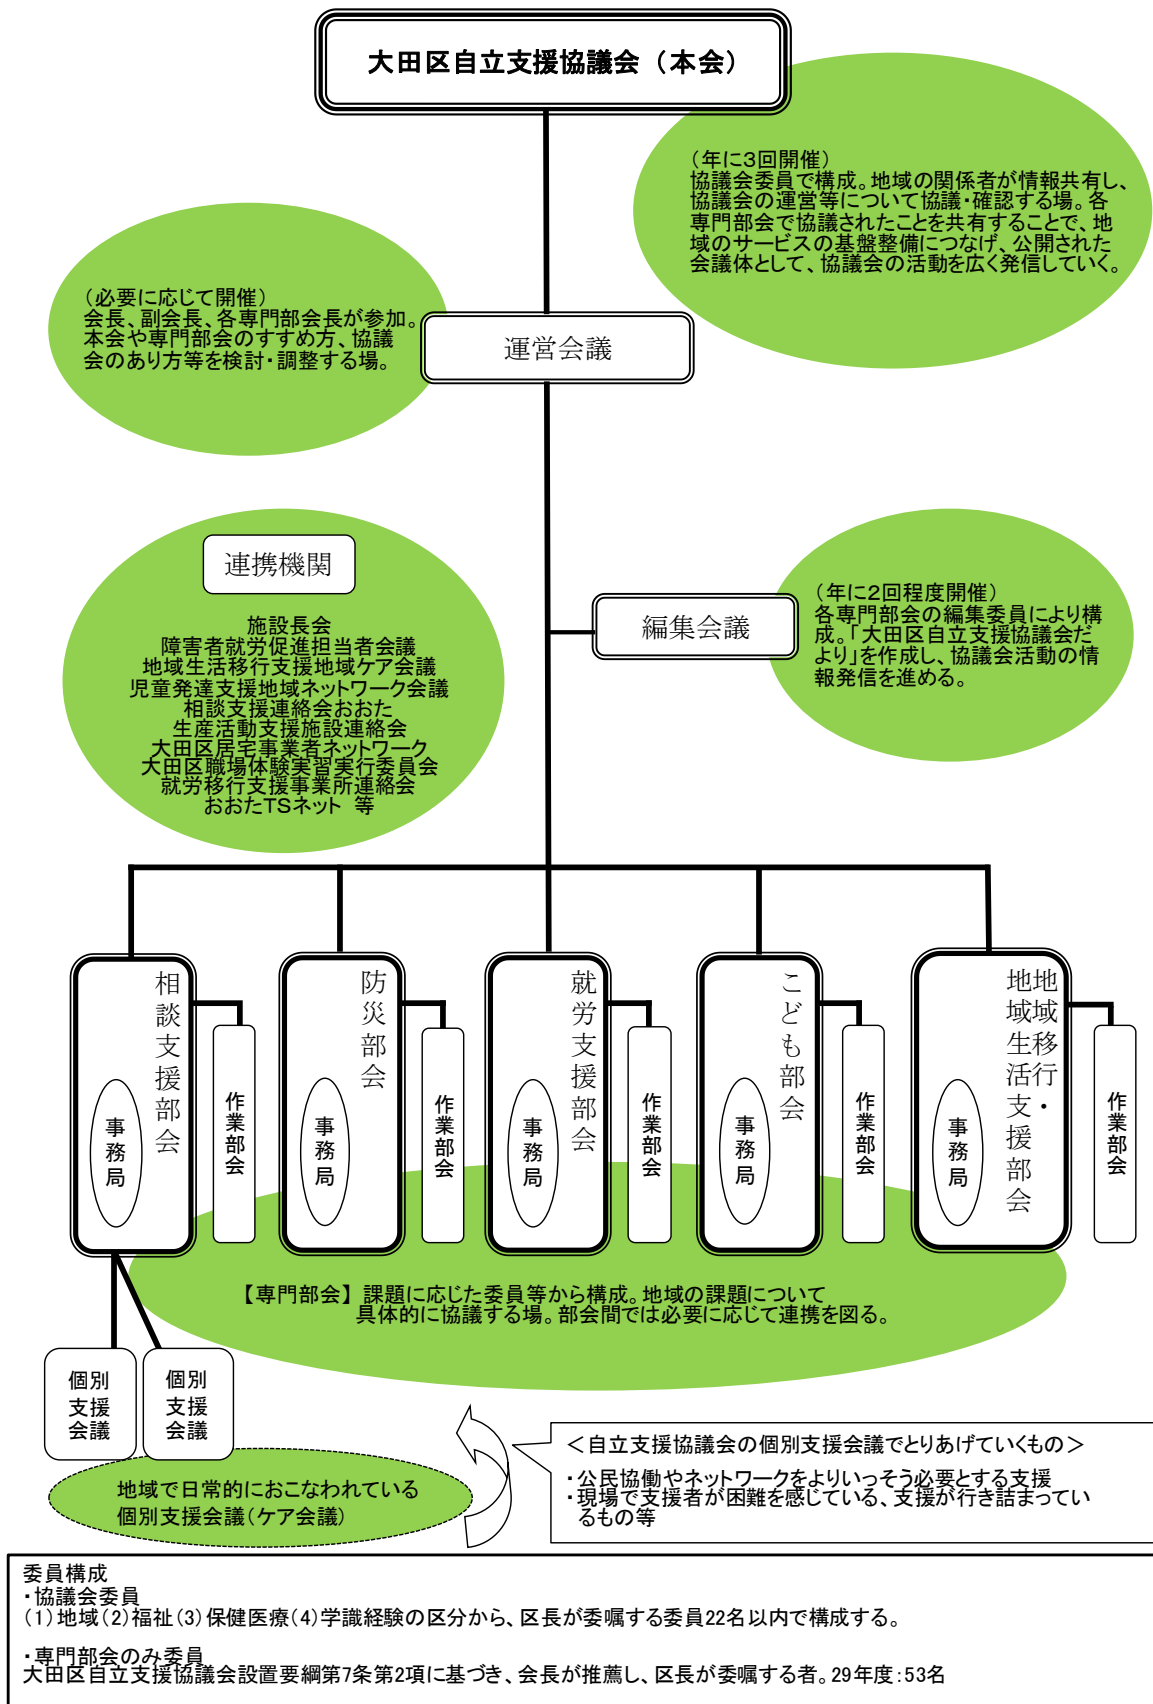 大田区自立支援協議会（本会）
（年に３回開催）
協議会委員で構成。地域の関係者が情報共有し、
協議会の運営等について協議・確認する場。各
専門部会で協議されたことを共有することで、地
域のサービスの基盤整備につなげ、公開された
会議体として、協議会の活動を広く発信していく。
（必要に応じて開催）
会長、副会長、各専門部会長が参加。
本会や専門部会のすすめ方、協議
会のあり方等を検討・調整する場。
運営会議
連携機関
施設長会
障害者就労促進担当者会議
地域生活移行支援地域ケア会議
児童発達支援地域ネットワーク会議
相談支援連絡会おおた
生産活動支援施設連絡会
大田区居宅事業者ネットワーク
大田区職場体験実習実行委員会
就労移行支援事業所連絡会
おおたTSネット　等
編集会議
（年に２回程度開催）
各専門部会の編集委員により構
成。「大田区自立支援協議会だ
より」を作成し、協議会活動の情
報発信を進める。
相談支援部会
事務局
作業部会
防災部会
事務局
作業部会
就労支援部会
事務局
作業部会
こども部会
事務局
作業部会
地域移行・
地域生活支援部会
事務局
作業部会
【専門部会】 課題に応じた委員等から構成。地域の課題について
具体的に協議する場。部会間では必要に応じて連携を図る。
個別
支援
会議
個別
支援
会議
地域で日常的におこなわれている
個別支援会議（ケア会議）
＜自立支援協議会の個別支援会議でとりあげていくもの＞
・公民協働やネットワークをよりいっそう必要とする支援
・現場で支援者が困難を感じている、支援が行き詰まってい
るもの等
委員構成
・協議会委員
(1)地域(2)福祉(3)保健医療(4)学識経験の区分から、区長が委嘱する委員22名以内で構成する。
・専門部会のみ委員
大田区自立支援協議会設置要綱第7条第2項に基づき、会長が推薦し、区長が委嘱する者。29年度：53名